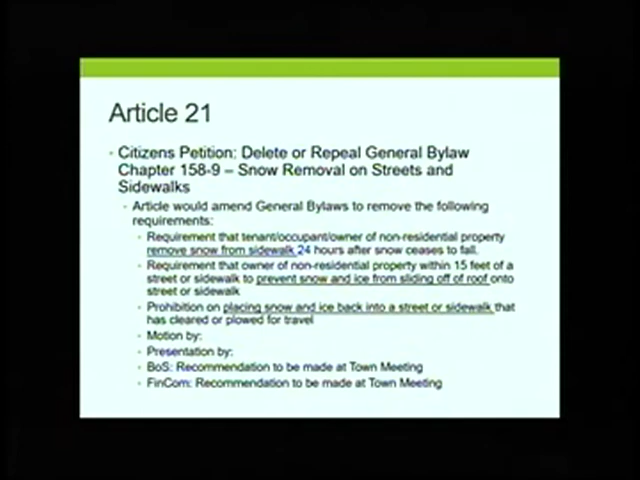 Article 21
Citizens Petition: Delete or Repeal General Bylaw
Chapter 158-9 – Snow Removal on Streets and
Sidewalks
Article would amend General Bylaws to remove the following
requirements:
Requirement that tenant/occupant/owner of non-residential property
remove snow from sidewalk 24 hours after snow ceases to fall.
Requirement that owner of non-residential property within 15 feet of a
street or sidewalk to prevent snow and ice from sliding off of roof onto
street or sidewalk
Prohibition on placing snow and ice back into a street or sidewalk that
has cleared or plowed for travel
Motion by:
Presentation by:
BoS: Recommendation to be made at Town Meeting
FinCom: Recommendation to be made at Town Meeting